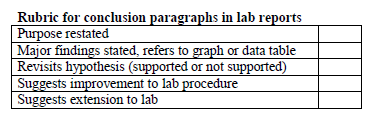 Rubric for conclusion paragraphs in lab reports
Purpose restated
Major findings stated, refers to graph or data table
Revisits hypothesis (supported or not supported)
Suggests improvement to lab procedure
Suggests extension to lab